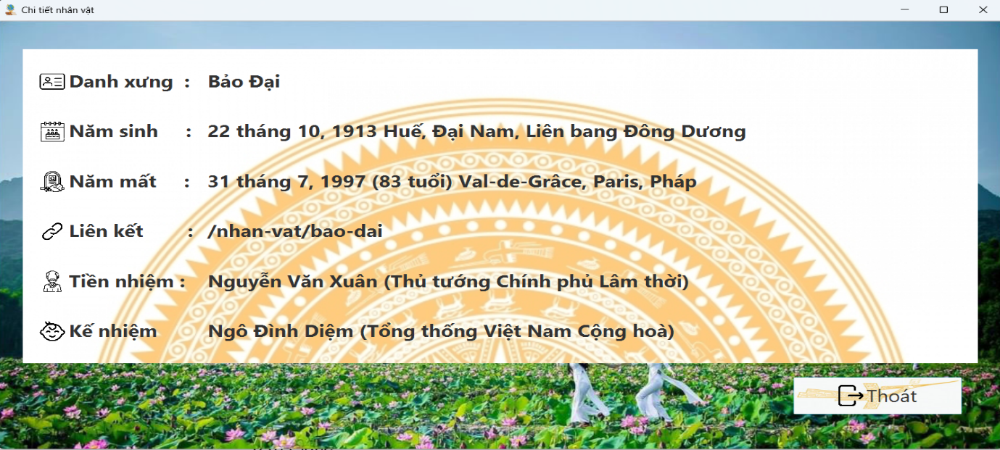 Chi tiết nhân vật
Danh xưng : Bảo Đại
Năm sinh : 22 tháng 10, 1913 Huế, Đại Nam, Liên bang Đông Dương
Năm mất : 31 tháng 7, 1997 (83 tuổi) Val-de-Grâce, Paris, Pháp
Liên kết : /nhan-vat/bao-dai
Tiền nhiệm : Nguyễn Văn Xuân (Thủ tướng Chính phủ Lâm thời)
Kế nhiệm Ngô Đình Diệm (Tổng thống Việt Nam Cộng hoà)
Thoát